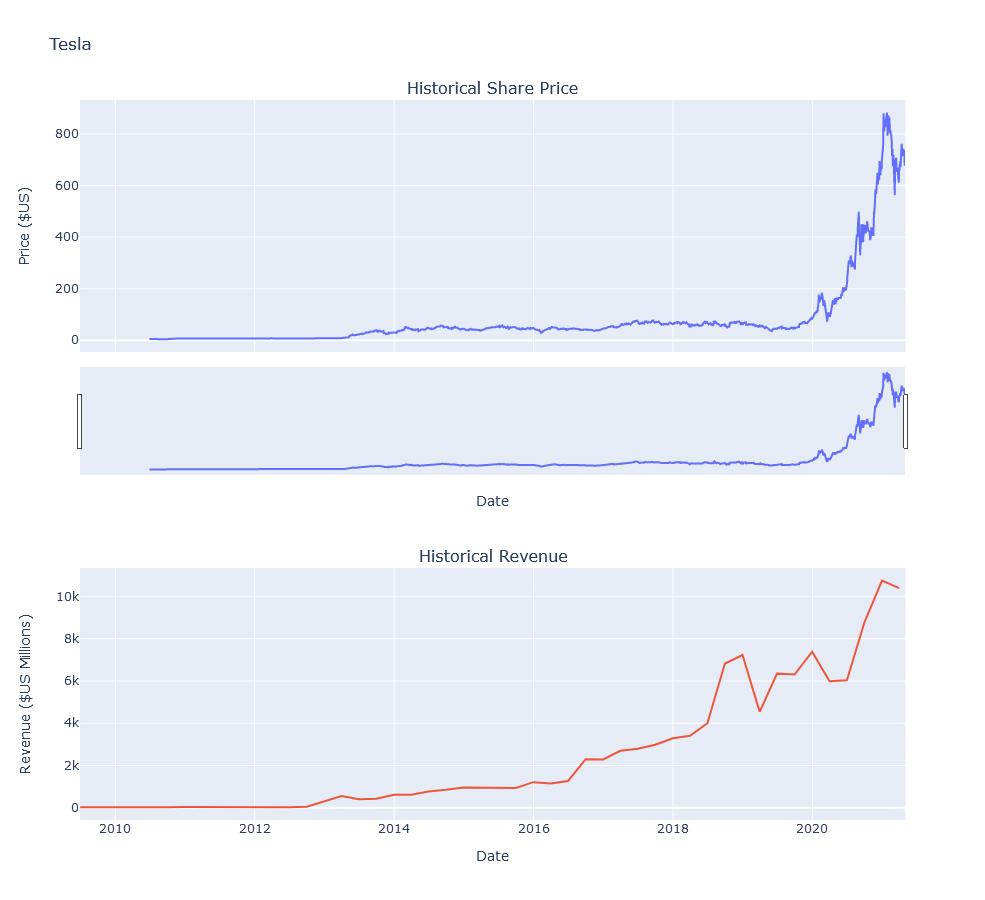 Tesla
Historical Share Price
Price ($US)
800
600
400
200
0
Date
Historical Revenue
Revenue ($US Millions)
10k
8k
6k
4k
2k
0
2010 2012 2014 2016 2018 2020
Date